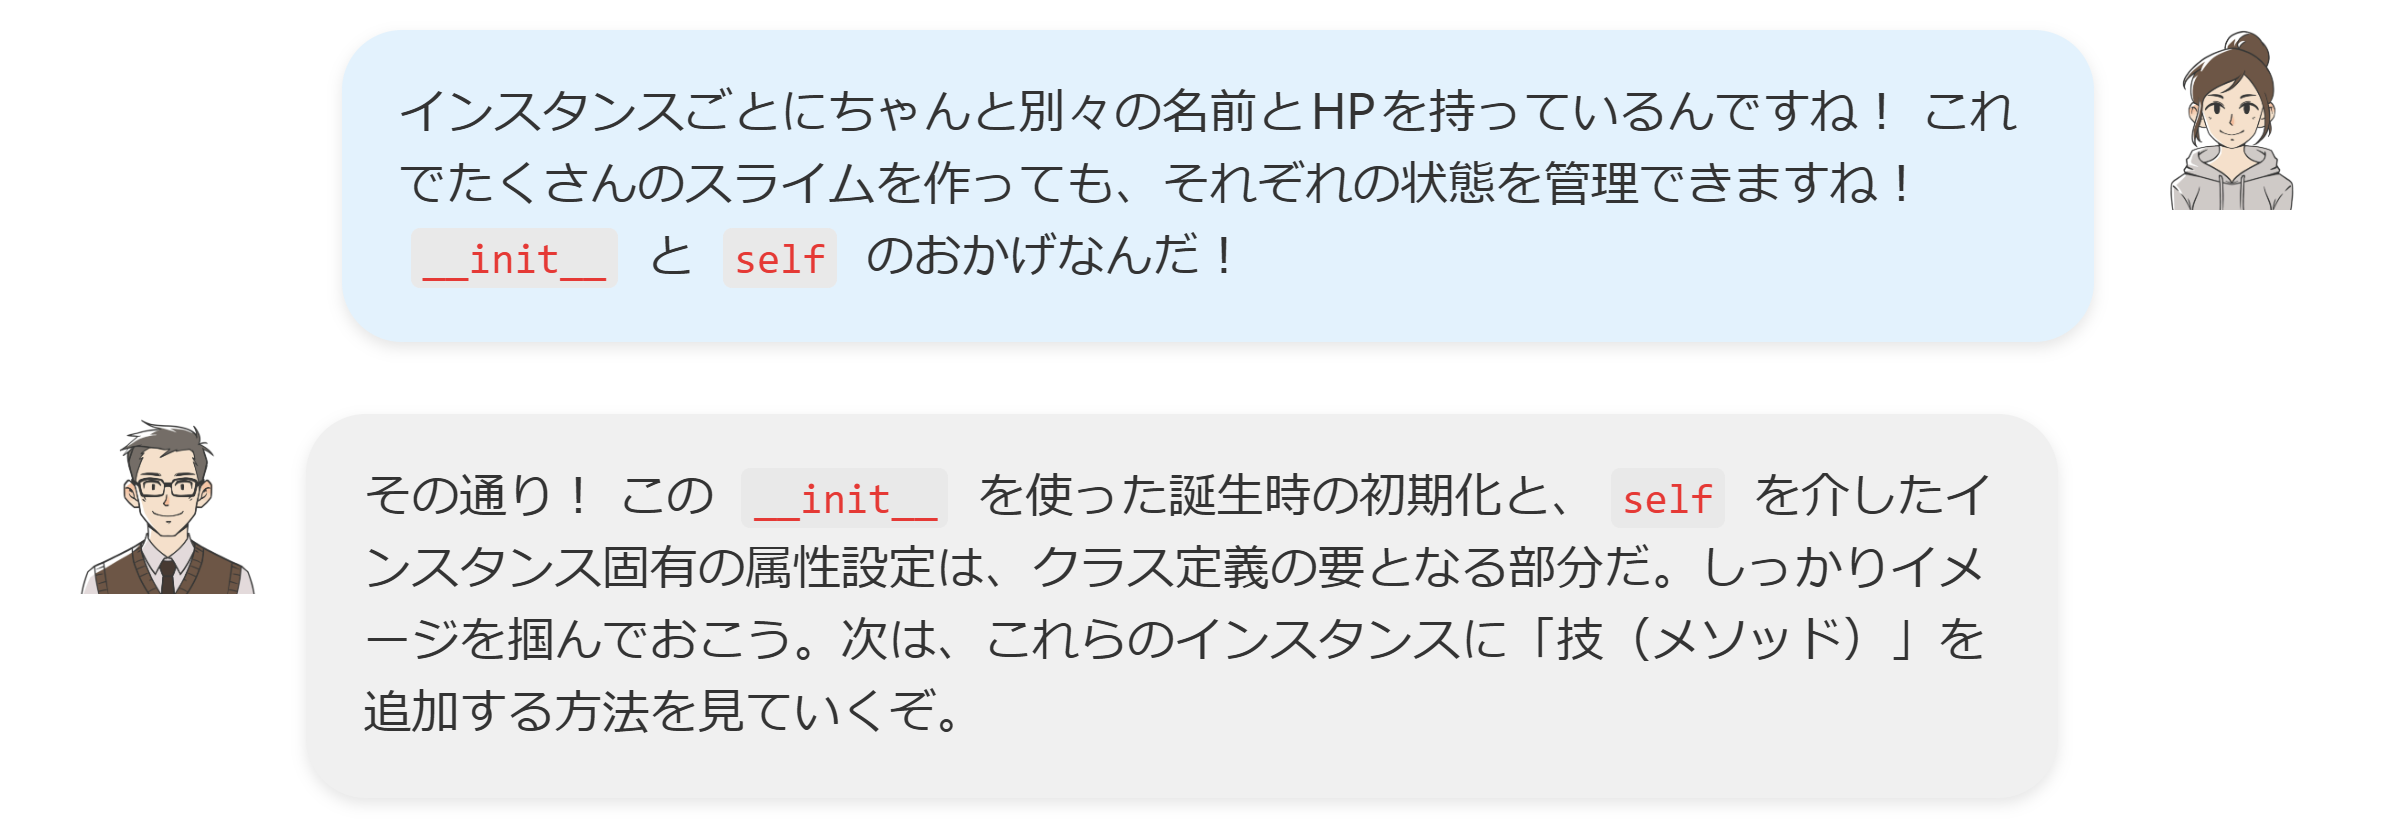 インスタンスごとにちゃんと別々の名前とHPを持っているんですね！ これ
でたくさんのスライムを作っても、それぞれの状態を管理できますね！
__init__ と self のおかげなんだ！
その通り！ この __init__ を使った誕生時の初期化と、 self を介したイ
ンスタンス固有の属性設定は、クラス定義の要となる部分だ。しっかりイメ
ージを掴んでおこう。次は、これらのインスタンスに「技（メソッド）」を
追加する方法を見ていくぞ。